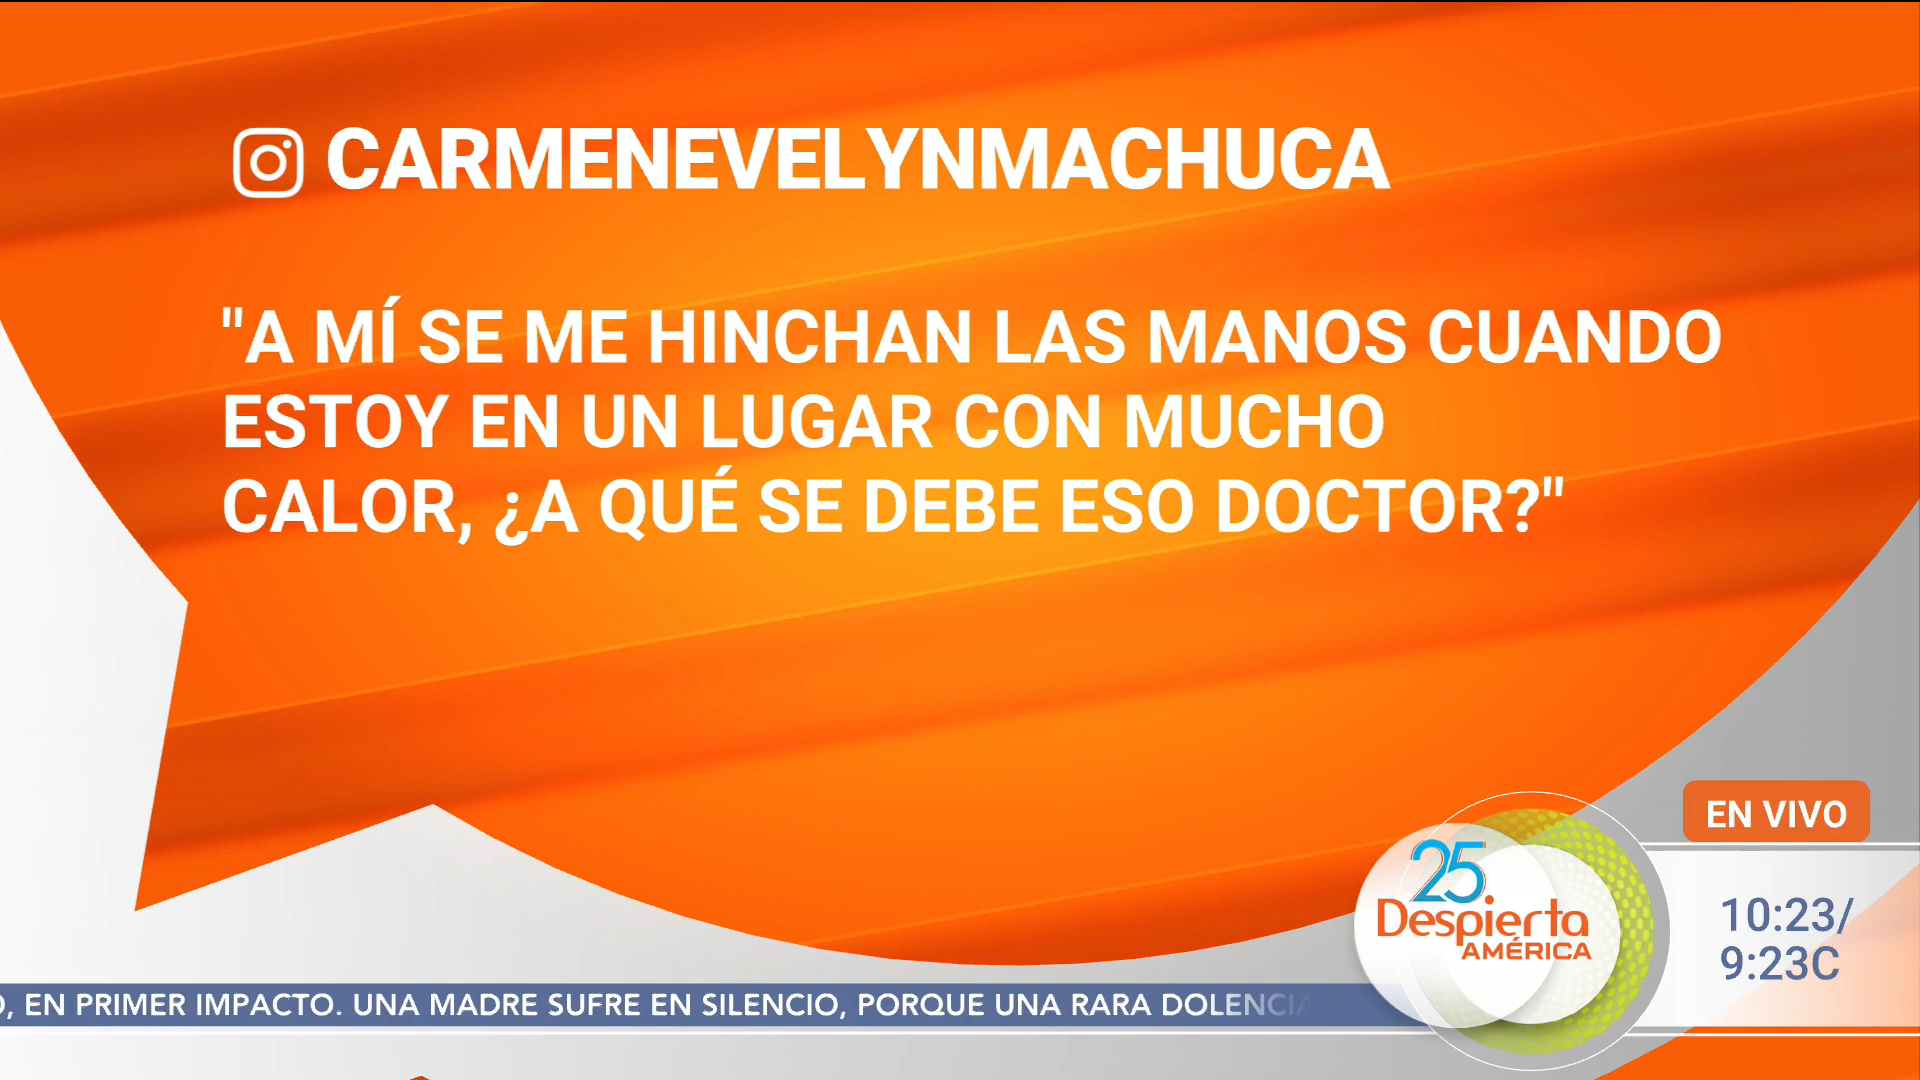 CARMENEVELYNMACHUCA
"A MÍ SE ME HINCHAN LAS MANOS CUANDO
ESTOY EN UN LUGAR CON MUCHO
CALOR, ¿A QUÉ SE DEBE ESO DOCTOR?"
EN VIVO
25
Despierta
AMÉRICA
10:23/
9:23C
, EN PRIMER IMPACTO. UNA MADRE SUFRE EN SILENCIO, PORQUE UNA RARA DOLENCIA